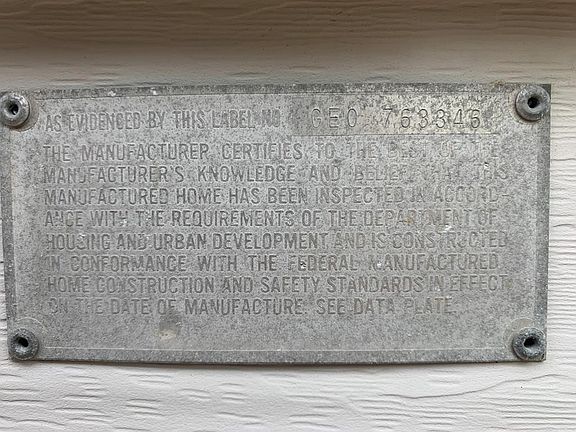 AS EVIDENCED BY THIS LABEL NO. GEO 763346
THE MANUFACTURER CERTIFIES TO THE BEST OF THE
MANUFACTURER'S KNOWLEDGE AND BELIEF THAT THIS
MANUFACTURED HOME HAS BEEN INSPECTED IN ACCORD-
ANCE WITH THE REQUIREMENTS OF THE DEPARTMENT OF
HOUSING AND URBAN DEVELOPMENT AND IS CONSTRUCTED
IN CONFORMANCE WITH THE FEDERAL MANUFACTURED
HOME CONSTRUCTION AND SAFETY STANDARDS IN EFFECT
ON THE DATE OF MANUFACTURE. SEE DATA PLATE.